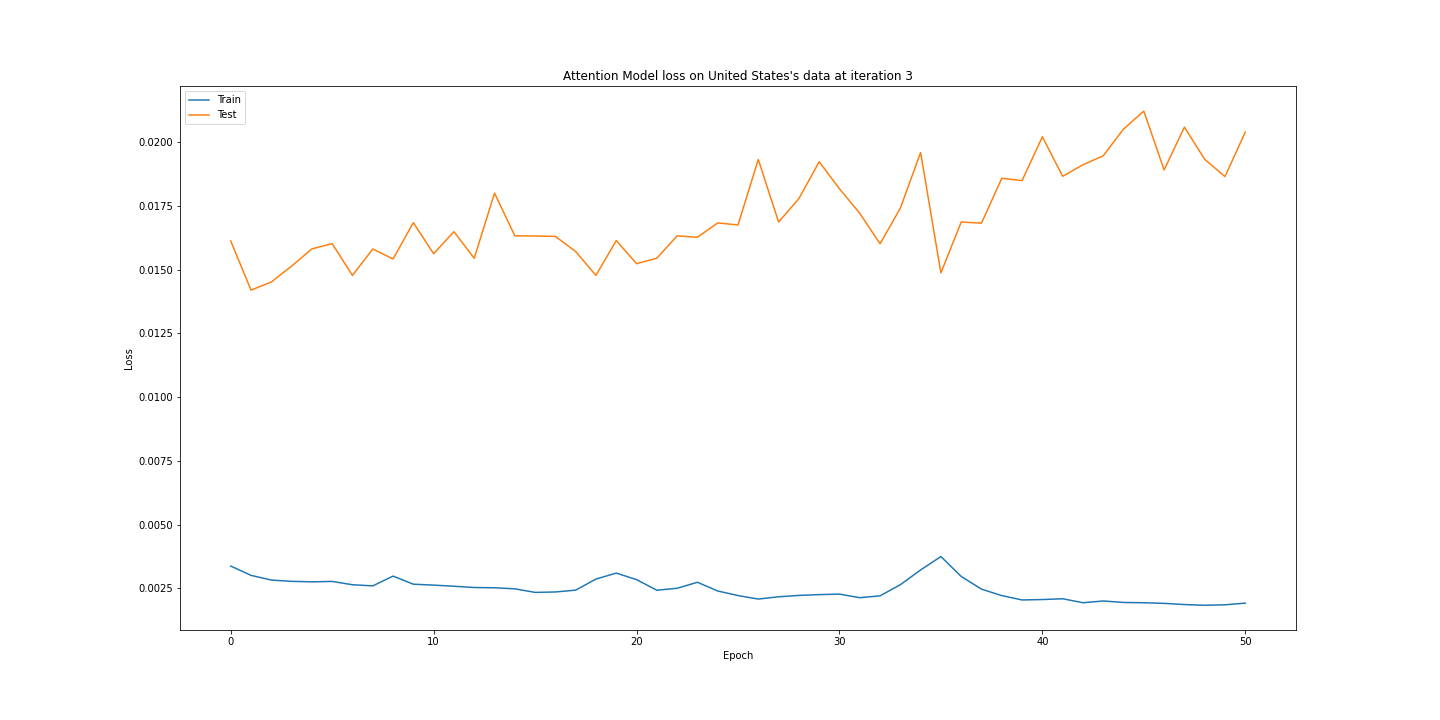 Attention Model loss on United States's data at iteration 3
Train
Test
0.0200
0.0175
0.0150
0.0125
0.0100
0.0075
0.0050
0.0025
Loss
0 10 20 30 40 50
Epoch